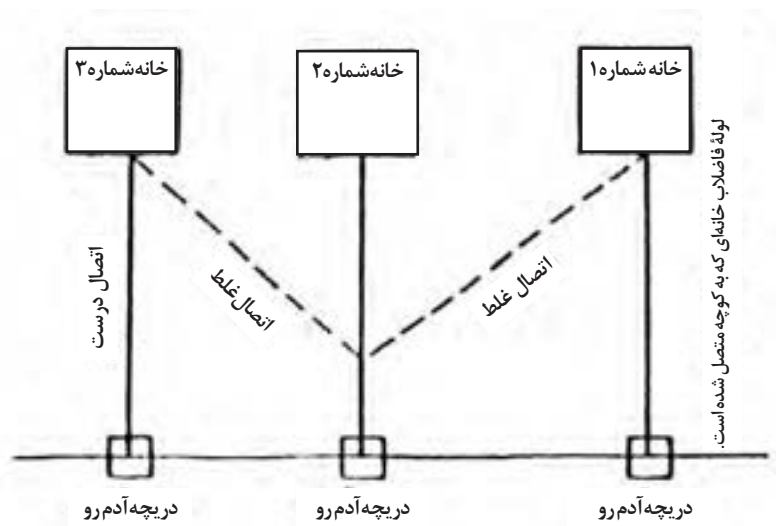 خانه شماره ۱
خانه شماره ۲
خانه شماره ۳
لولهٔ فاضلاب خانه‌ای که به کوچه متصل شده است.
اتصال غلط
اتصال غلط
اتصال درست
دریچه آدم‌رو
دریچه آدم‌رو
دریچه آدم‌رو